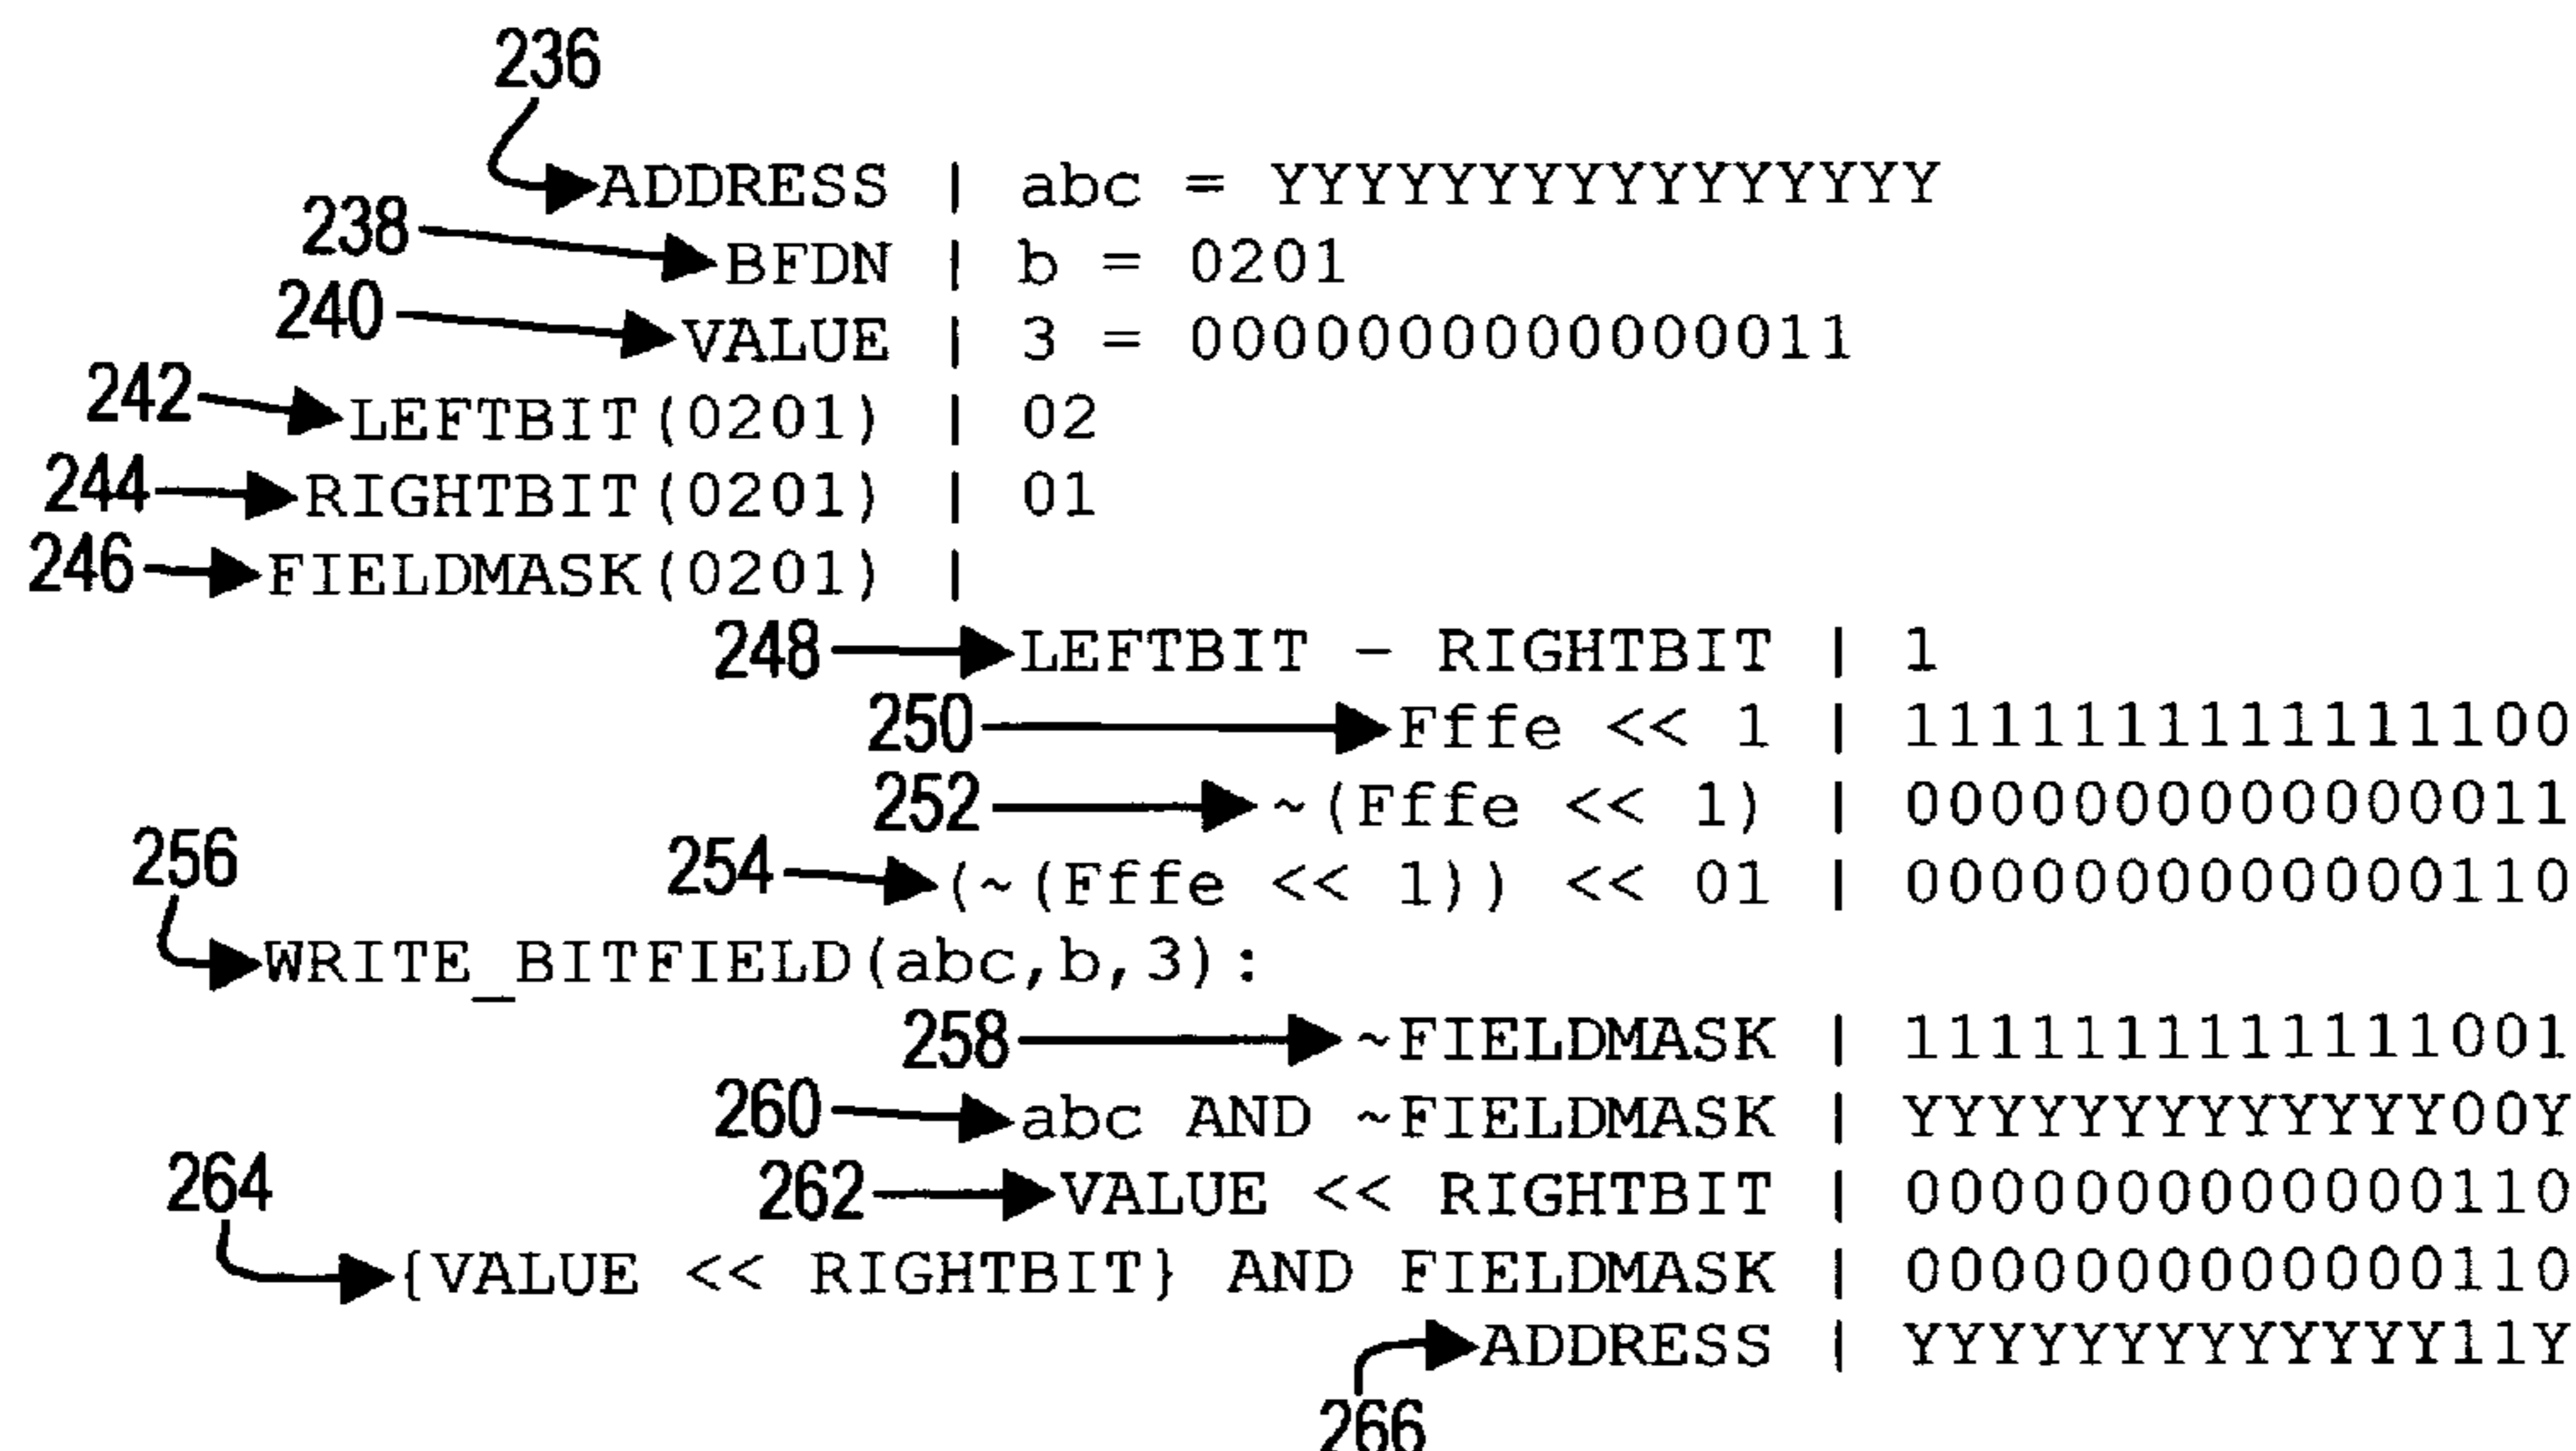 236
ADDRESS | abc = YYYYYYYYYYYYYYYY
238
BFDN | b = 0201
240
VALUE | 3 = 0000000000000011
242
LEFTBIT(0201) | 02
244
RIGHTBIT(0201) | 01
246
FIELDMASK(0201) |
248
LEFTBIT - RIGHTBIT | 1
250
Fffe << 1 | 1111111111111100
252
~(Fffe << 1) | 0000000000000011
254
(~(Fffe << 1)) << 01 | 0000000000000110
256
WRITE_BITFIELD(abc,b,3):
258
~FIELDMASK | 1111111111111001
260
abc AND ~FIELDMASK | YYYYYYYYYYYYY00Y
262
VALUE << RIGHTBIT | 0000000000000110
264
{VALUE << RIGHTBIT} AND FIELDMASK | 0000000000000110
ADDRESS | YYYYYYYYYYYYY11Y
266